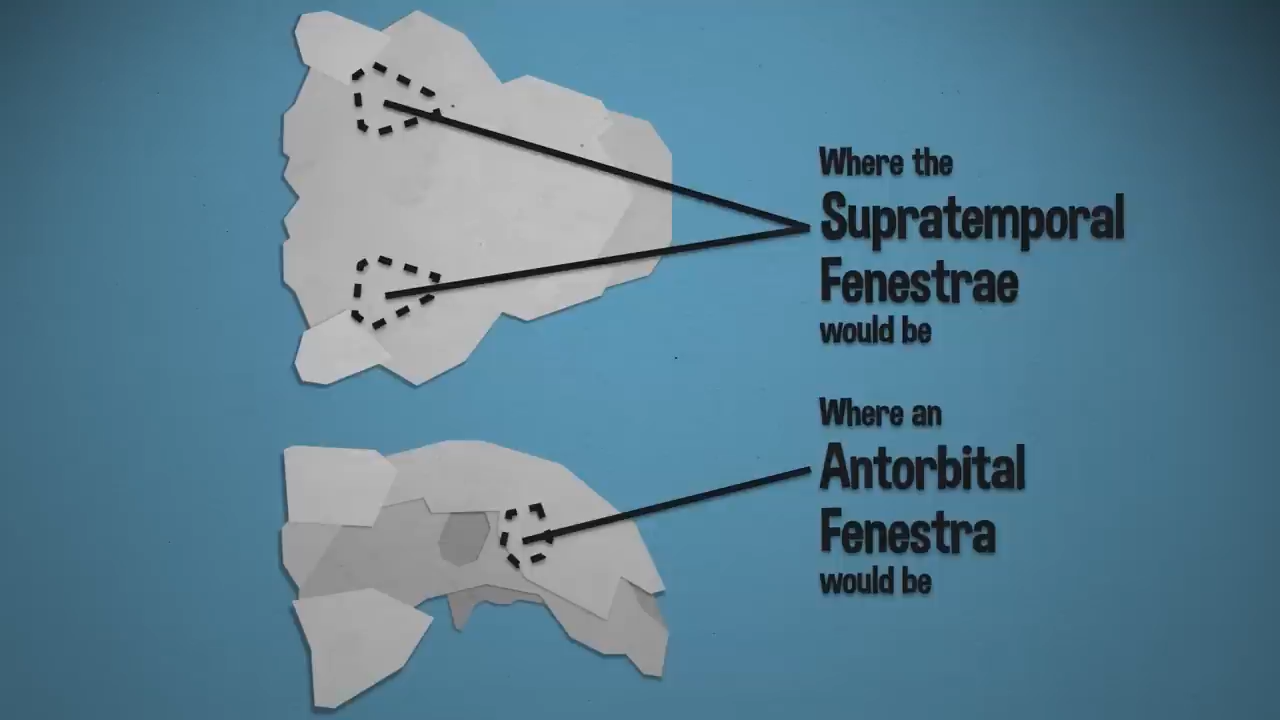 Where the
Supratemporal
Fenestrae
would be
Where an
Antorbital
Fenestra
would be